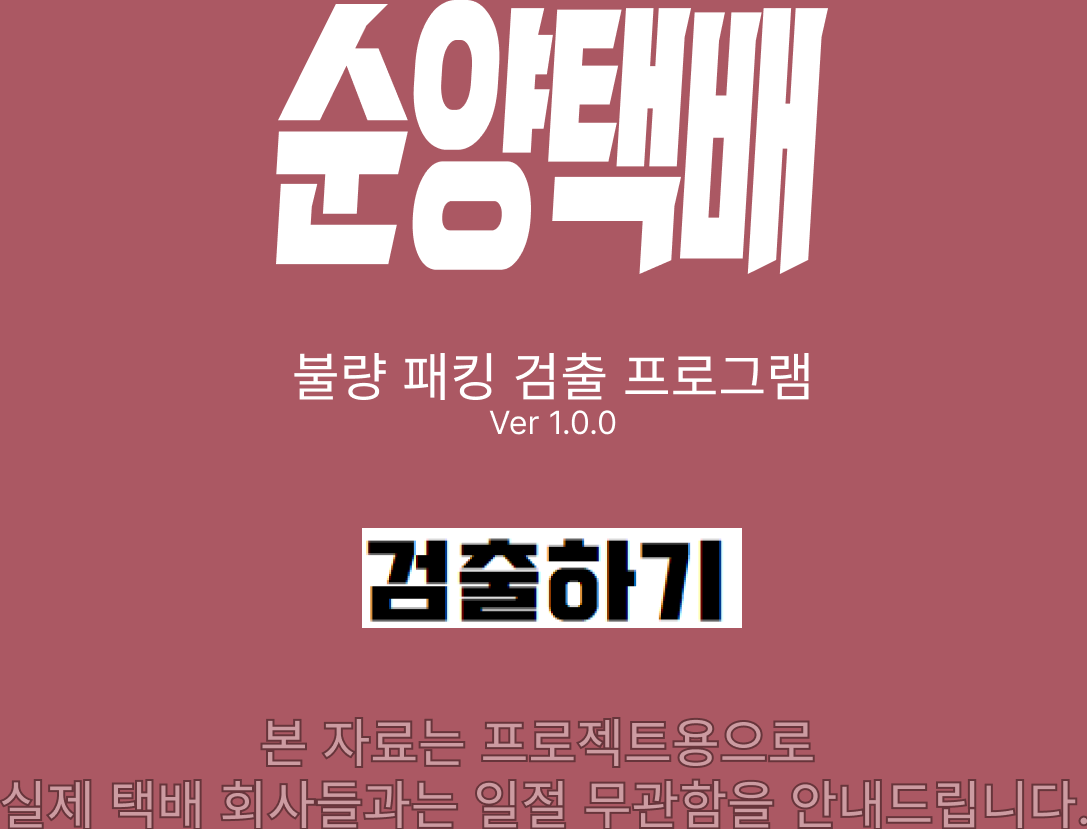 순양택배
불량 패킹 검출 프로그램
Ver 1.0.0
검출하기
본 자료는 프로젝트용으로
실제 택배 회사들과는 일절 무관함을 안내드립니다.